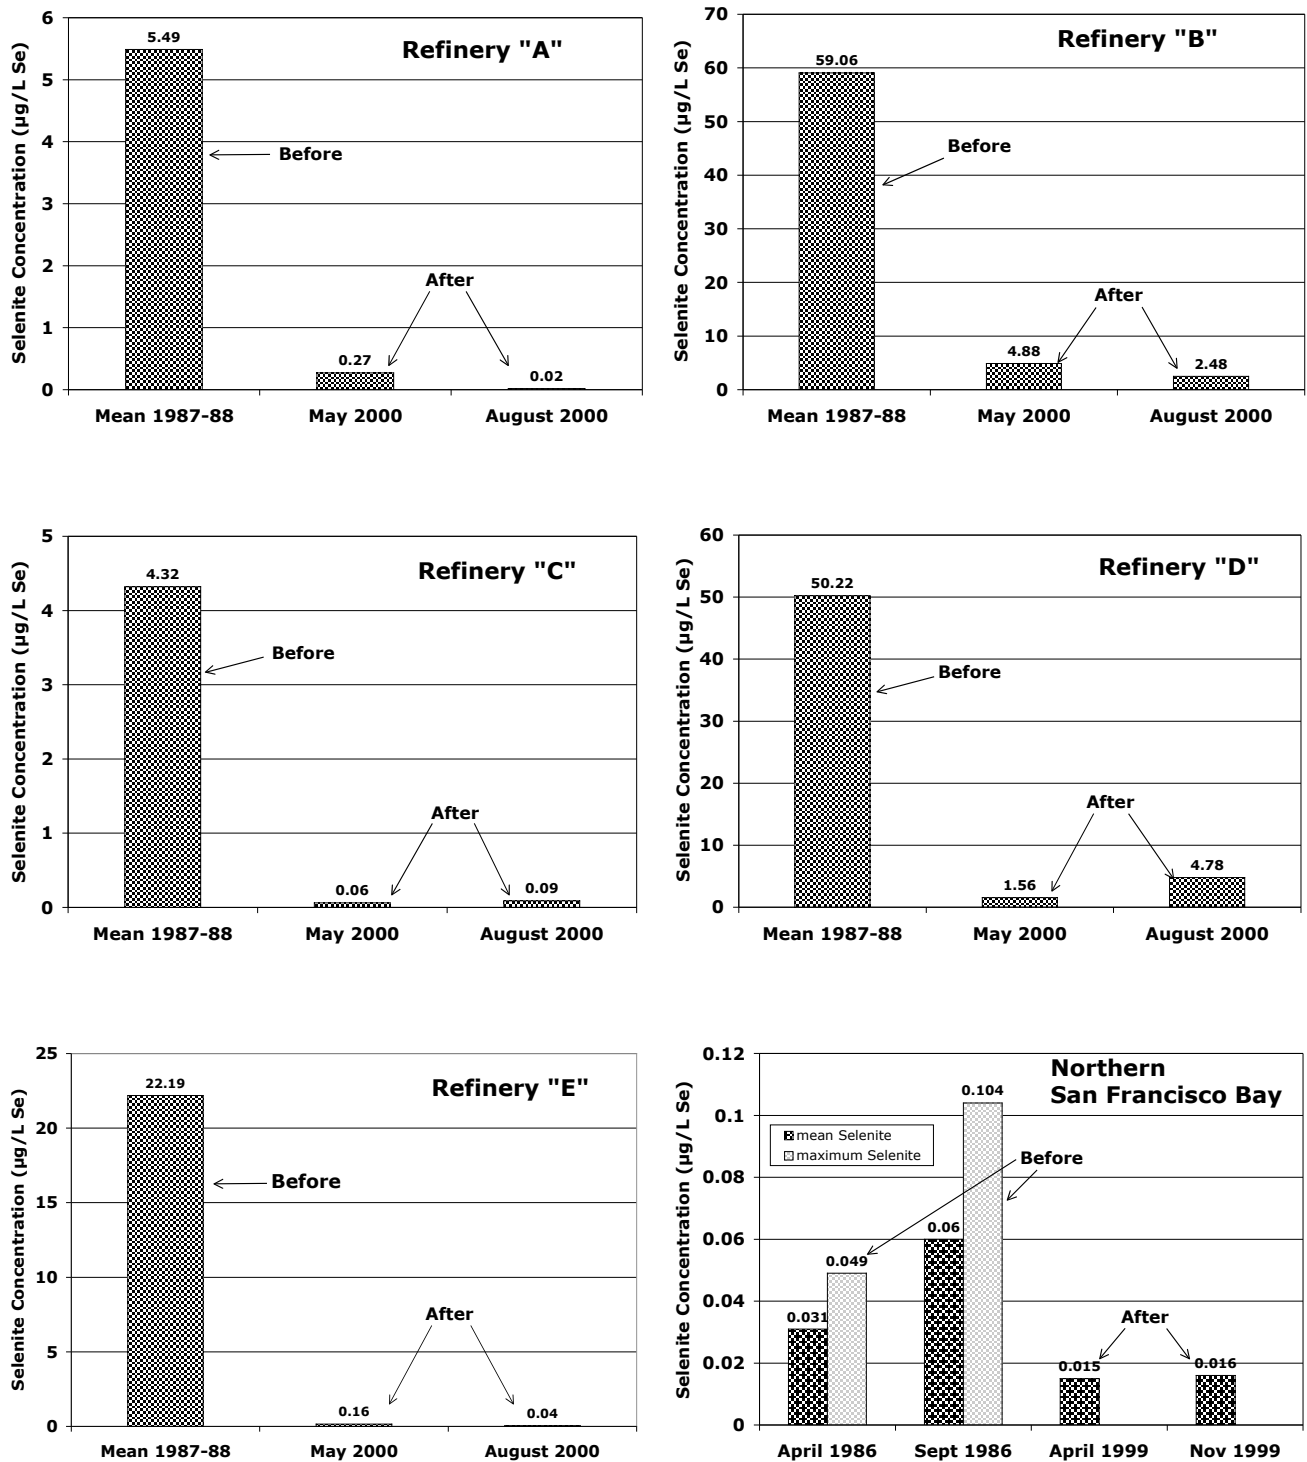 Refinery "A"
Selenite Concentration (µg/L Se)
6
5
4
3
2
1
0
5.49
Before
After
0.27
0.02
Mean 1987-88
May 2000
August 2000
Refinery "B"
Selenite Concentration (µg/L Se)
70
60
50
40
30
20
10
0
59.06
Before
After
4.88
2.48
Mean 1987-88
May 2000
August 2000
Refinery "C"
Selenite Concentration (µg/L Se)
5
4
3
2
1
0
4.32
Before
After
0.06
0.09
Mean 1987-88
May 2000
August 2000
Refinery "D"
Selenite Concentration (µg/L Se)
60
50
40
30
20
10
0
50.22
Before
After
1.56
4.78
Mean 1987-88
May 2000
August 2000
Refinery "E"
Selenite Concentration (µg/L Se)
25
20
15
10
5
0
22.19
Before
After
0.16
0.04
Mean 1987-88
May 2000
August 2000
Northern
San Francisco Bay
Selenite Concentration (µg/L Se)
0.12
0.1
0.08
0.06
0.04
0.02
0
mean Selenite
maximum Selenite
0.104
Before
0.06
0.049
0.031
After
0.015
0.016
April 1986
Sept 1986
April 1999
Nov 1999